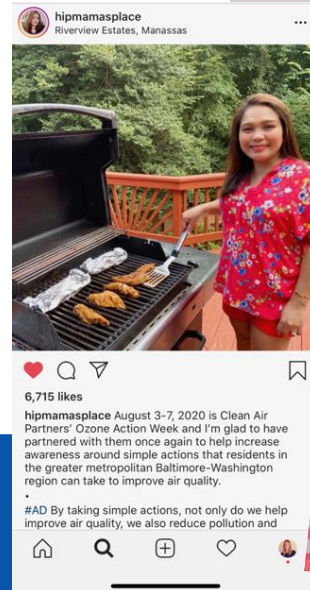 hipmamasplace
Riverview Estates, Manassas
6,715 likes
hipmamasplace August 3-7, 2020 is Clean Air
Partners' Ozone Action Week and I'm glad to have
partnered with them once again to help increase
awareness around simple actions that residents in
the greater metropolitan Baltimore-Washington
region can take to improve air quality.
•
#AD By taking simple actions, not only do we help
improve air quality, we also reduce pollution and